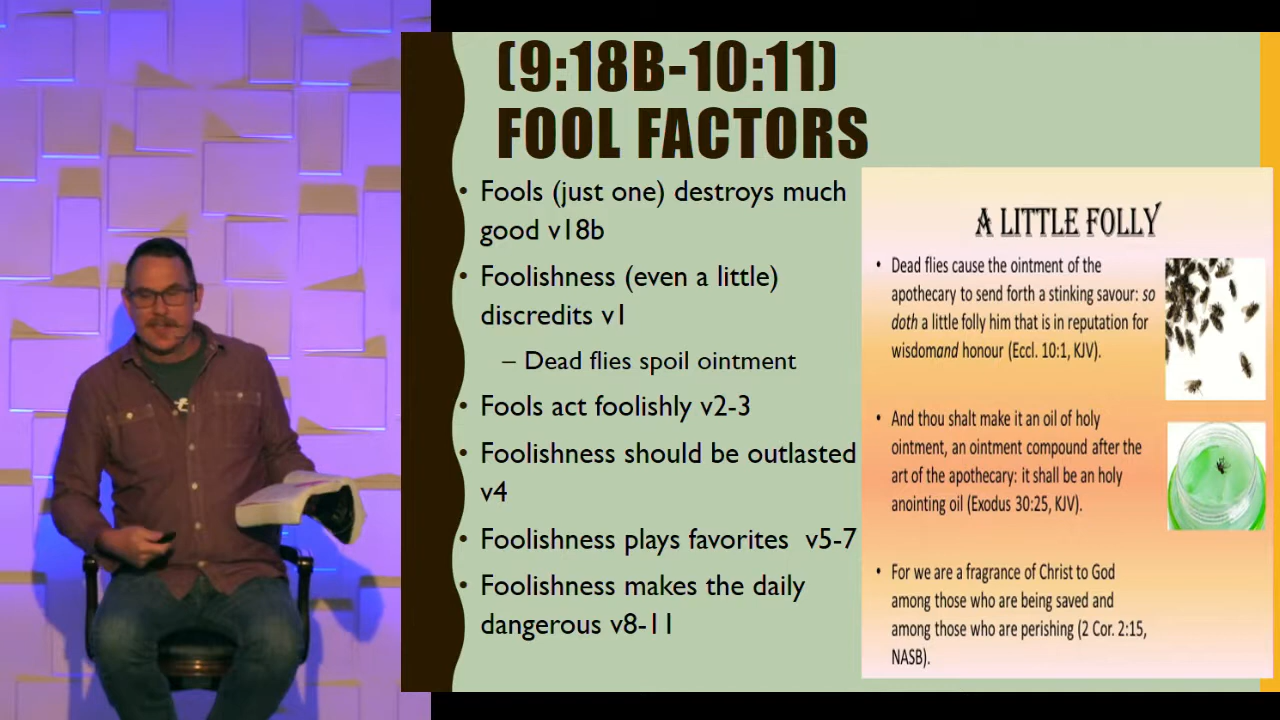 (9:18B-10:11)
FOOL FACTORS
• Fools (just one) destroys much
good v18b
• Foolishness (even a little)
discredits v1
– Dead flies spoil ointment
• Fools act foolishly v2-3
• Foolishness should be outlasted
v4
• Foolishness plays favorites v5-7
• Foolishness makes the daily
dangerous v8-11
A LITTLE FOLLY
• Dead flies cause the ointment of the
apothecary to send forth a stinking savour: so
doth a little folly him that is in reputation for
wisdomand honour (Eccl. 10:1, KJV).
• And thou shalt make it an oil of holy
ointment, an ointment compound after the
art of the apothecary: it shall be an holy
anointing oil (Exodus 30:25, KJV).
• For we are a fragrance of Christ to God
among those who are being saved and
among those who are perishing (2 Cor. 2:15,
NASB).